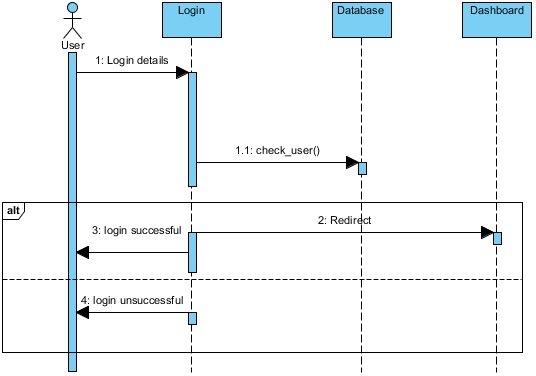 Login
Database
Dashboard
User
1: Login details
1.1: check_user()
alt
2: Redirect
3: login successful
4: login unsuccessful